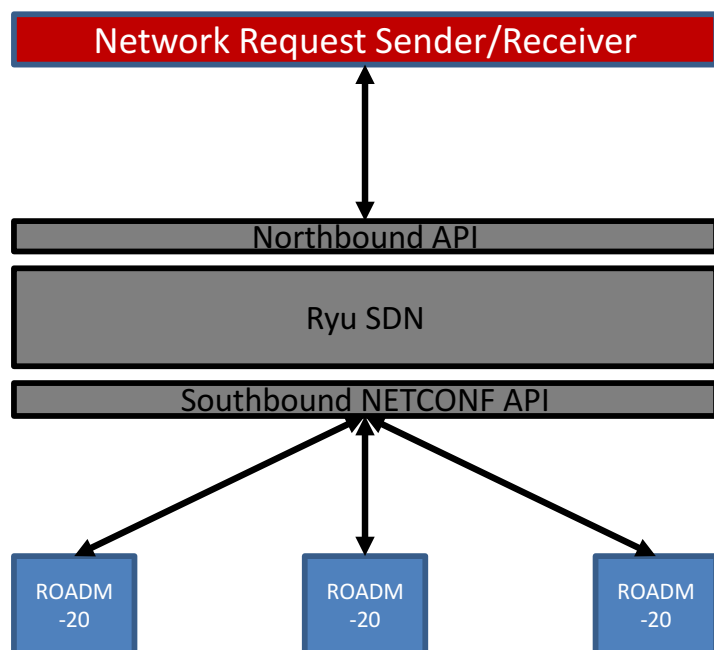 Network Request Sender/Receiver
Northbound API
Ryu SDN
Southbound NETCONF API
ROADM
-20
ROADM
-20
ROADM
-20